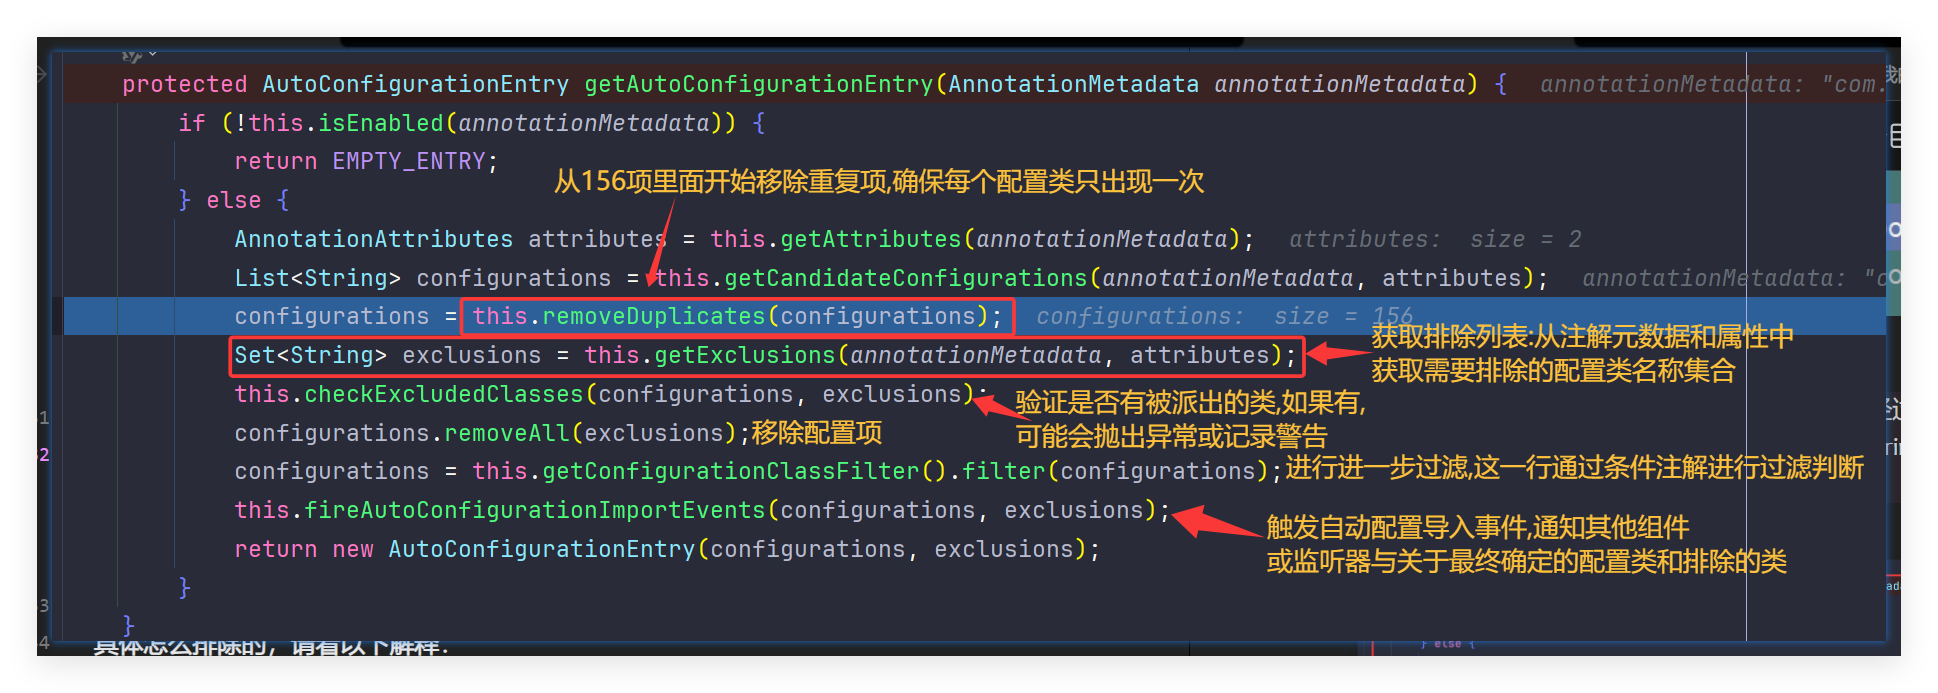 protected AutoConfigurationEntry getAutoConfigurationEntry(AnnotationMetadata annotationMetadata) { annotationMetadata: "com.
if (!this.isEnabled(annotationMetadata)) {
return EMPTY_ENTRY;
从156项里面开始移除重复项,确保每个配置类只出现一次
} else {
AnnotationAttributes attributes = this.getAttributes(annotationMetadata); attributes: size = 2
List<String> configurations = this.getCandidateConfigurations(annotationMetadata, attributes); annotationMetadata: "c
configurations = this.removeDuplicates(configurations); configurations: size = 156
获取排除列表:从注解元数据和属性中
Set<String> exclusions = this.getExclusions(annotationMetadata, attributes);
获取需要排除的配置类名称集合
this.checkExcludedClasses(configurations, exclusions);
验证是否有被派出的类,如果有,
可能会抛出异常或记录警告
configurations.removeAll(exclusions);移除配置项
configurations = this.getConfigurationClassFilter().filter(configurations);进行进一步过滤,这一行通过条件注解进行过滤判断
this.fireAutoConfigurationImportEvents(configurations, exclusions);
触发自动配置导入事件,通知其他组件
或监听器与关于最终确定的配置类和排除的类
return new AutoConfigurationEntry(configurations, exclusions);
}
}
具体怎么排除的，请看以下解释：
} else {